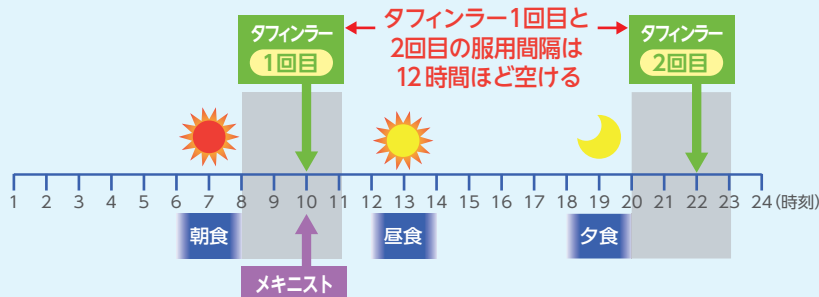 タフィンラー
1回目
タフィンラー1回目と
2回目の服用間隔は
12時間ほど空ける
タフィンラー
2回目
1 2 3 4 5 6 7 8 9 10 11 12 13 14 15 16 17 18 19 20 21 22 23 24 (時刻)
朝食
昼食
夕食
メキニスト